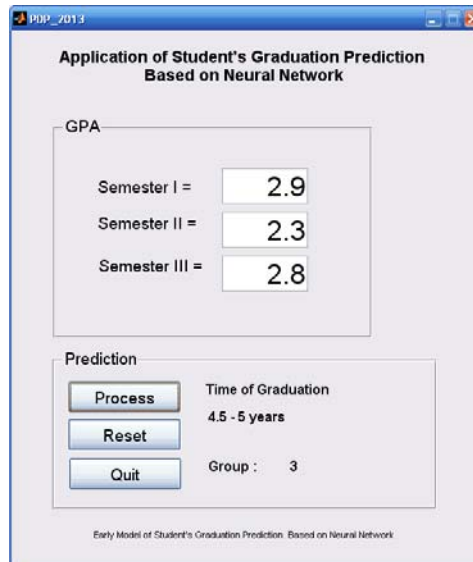 PDP_2013
Application of Student's Graduation Prediction
Based on Neural Network
GPA
Semester I = 2.9
Semester II = 2.3
Semester III = 2.8
Prediction
Process
Time of Graduation
4.5 - 5 years
Reset
Group : 3
Quit
Early Model of Student's Graduation Prediction Based on Neural Network